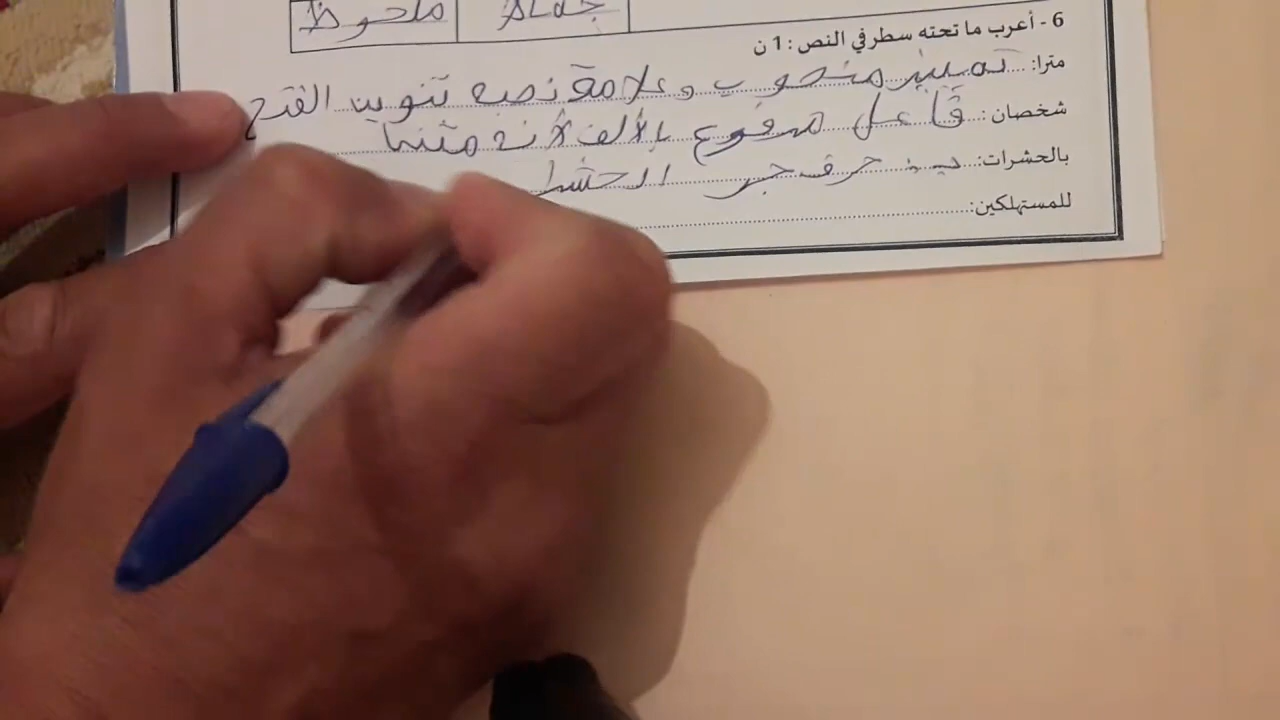 جملة ملحوظ
6 - أعرب ما تحته سطر في النص : 1 ن
مترا: تمييز منصوب وعلامة نصبه تنوين الفتح
شخصان : فاعل مرفوع بالألف لأنه مثنى
بالحشرات: حرف جر
للمستهلكين: